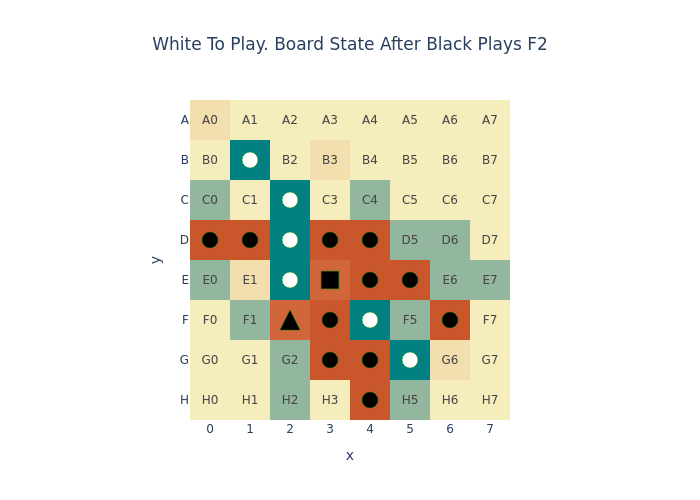 White To Play. Board State After Black Plays F2
A A0 A1 A2 A3 A4 A5 A6 A7
B B0 B2 B3 B4 B5 B6 B7
C C0 C1 C3 C4 C5 C6 C7
D D5 D6 D7
E E0 E1 E6 E7
F F0 F1 F5 F7
G G0 G1 G2 G6 G7
H H0 H1 H2 H3 H5 H6 H7
0 1 2 3 4 5 6 7
x
y